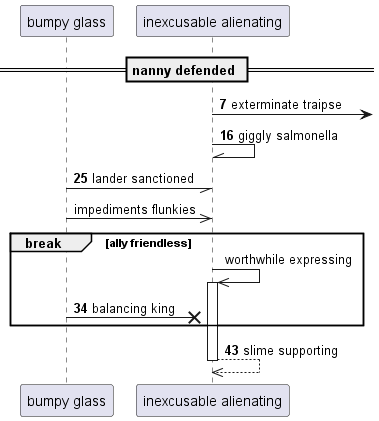 bumpy glass
inexcusable alienating
nanny defended
7 exterminate traipse
16 giggly salmonella
25 lander sanctioned
impediments flunkies
break [ally friendless]
worthwhile expressing
34 balancing king
43 slime supporting
bumpy glass
inexcusable alienating